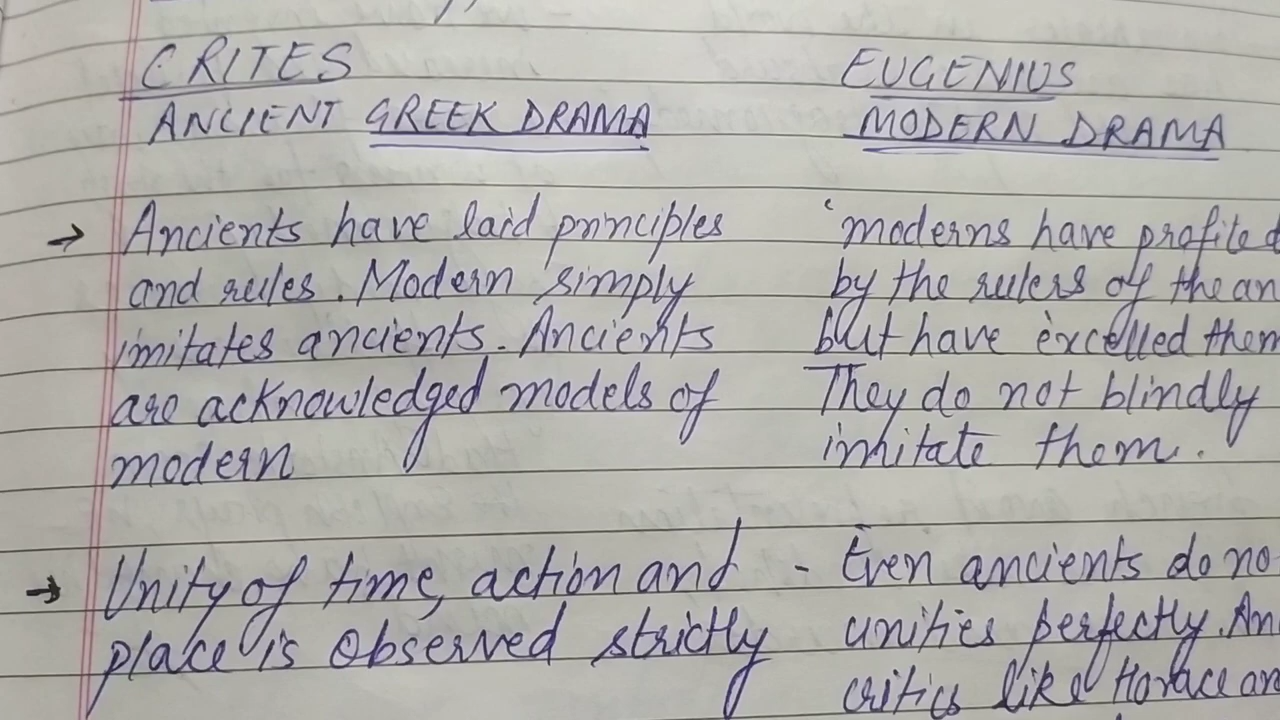 CRITES
ANCIENT GREEK DRAMA
→ Ancients have laid principles
and rules. Modern simply
imitates ancients. Ancients
are acknowledged models of
modern
→ Unity of time, action and
place is observed strictly
EUGENIUS
MODERN DRAMA
'moderns have profited
by the rulers of the an
but have excelled them
They do not blindly
imitate them.
- Even ancients do no
unities perfectly. An
critics like Horace an